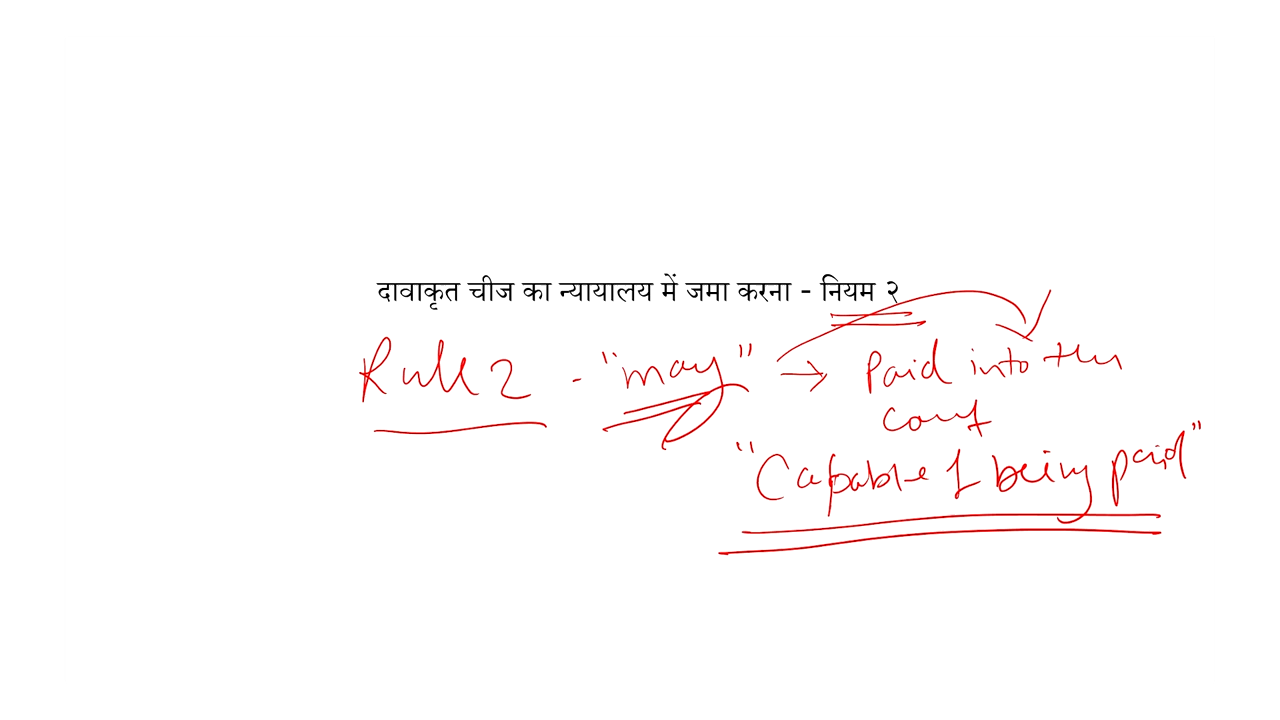 दावाकृत चीज का न्यायालय में जमा करना - नियम २
Rule 2 - "may" → Paid into the
court
"Capable of being paid"